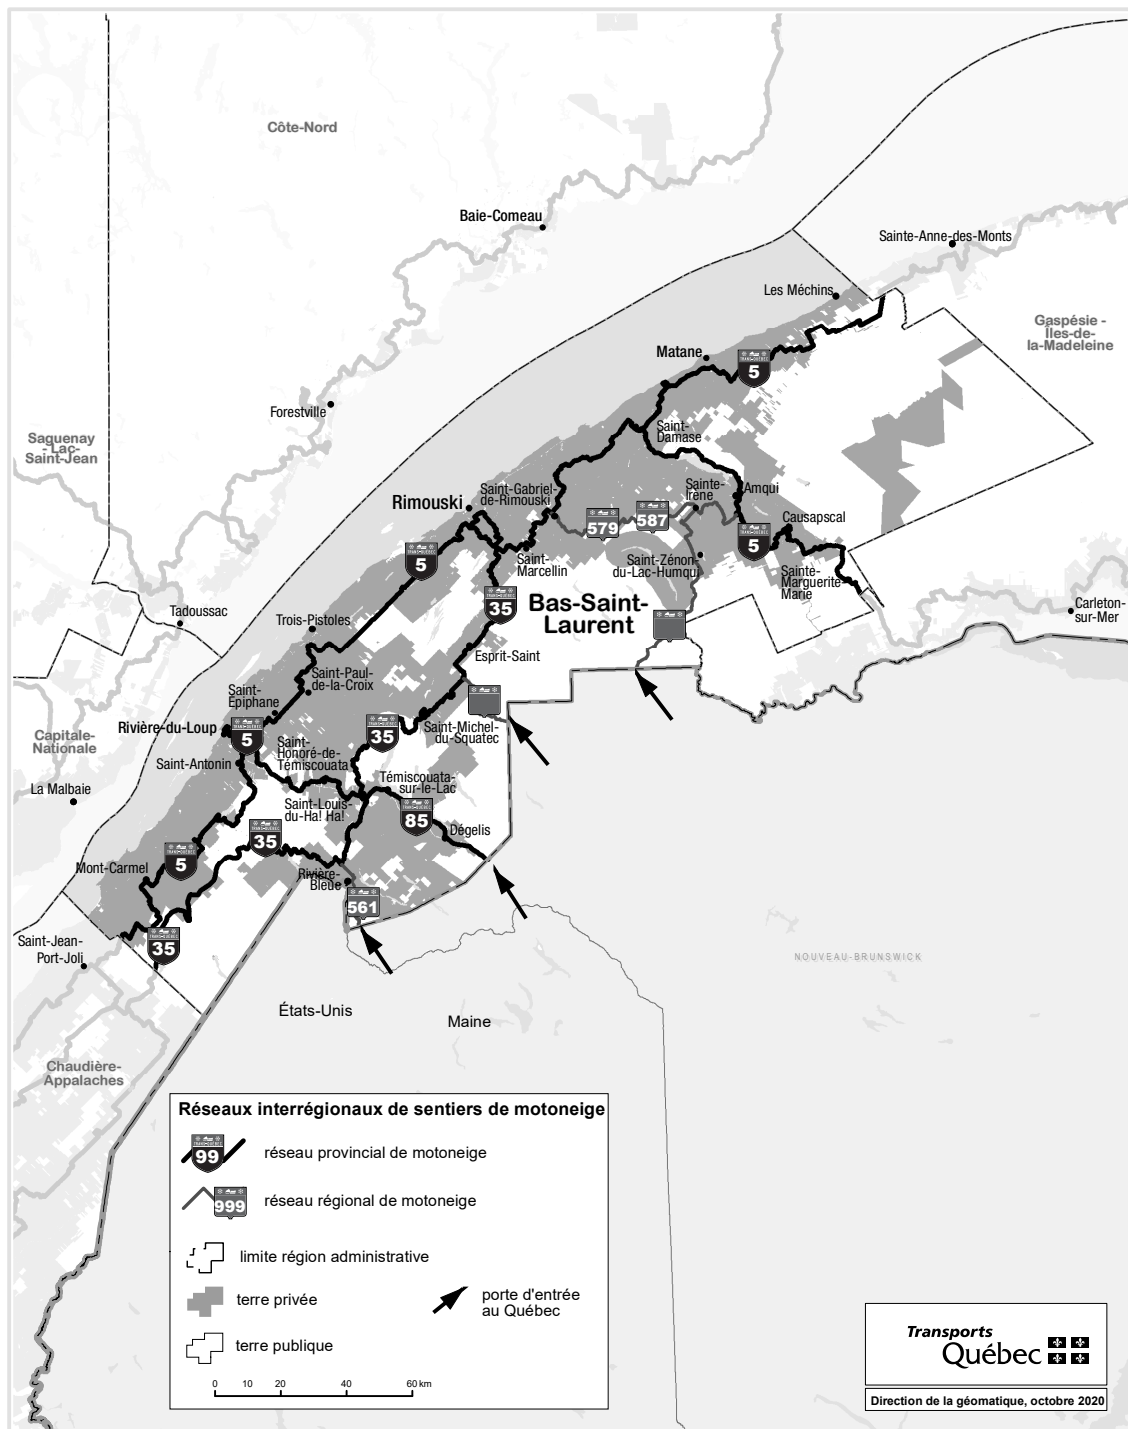 Côte-Nord
Baie-Comeau
Sainte-Anne-des-Monts
Les Méchins
Gaspésie -
Îles-de-
la-Madeleine
Matane
5
Forestville
Saguenay
- Lac-
Saint-Jean
Saint-
Damase
Saint-Gabriel-
de-Rimouski
Sainte-
Irène
Amqui
Rimouski
579
587
Causapscal
5
5
Saint-
Marcellin
Saint-Zénon-
du-Lac-Humqui
Sainte-
Marguerite-
Marie
35
Bas-Saint-
Laurent
Tadoussac
Carleton-
sur-Mer
Trois-Pistoles
Esprit-Saint
Saint-Paul-
de-la-Croix
Saint-
Épiphane
Rivière-du-Loup
5
35
Saint-Michel-
du-Squatec
Capitale-
Nationale
Saint-
Honoré-de-
Témiscouata
Saint-Antonin
La Malbaie
Témiscouata-
sur-le-Lac
Saint-Louis-
du-Ha! Ha!
85
Dégelis
35
5
Mont-Carmel
Rivière-
Bleue
561
Saint-Jean-
Port-Joli
35
NOUVEAU-BRUNSWICK
États-Unis
Maine
Chaudière-
Appalaches
Réseaux interrégionaux de sentiers de motoneige
TRANS-QUÉBEC
99
réseau provincial de motoneige
999
réseau régional de motoneige
limite région administrative
terre privée
porte d'entrée
au Québec
terre publique
0 10 20 40 60 km
Transports
Québec
Direction de la géomatique, octobre 2020